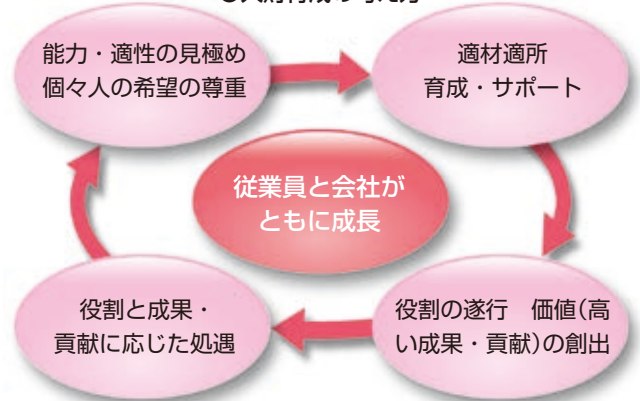 能力・適性の見極め
個々人の希望の尊重
適材適所
育成・サポート
従業員と会社が
ともに成長
役割と成果・
貢献に応じた処遇
役割の遂行　価値(高
い成果・貢献)の創出